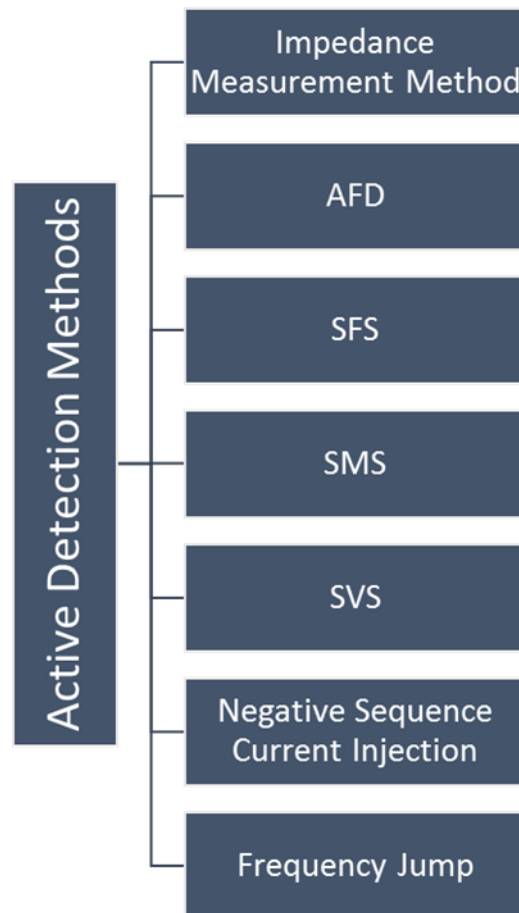 Active Detection Methods
Impedance
Measurement Method
AFD
SFS
SMS
SVS
Negative Sequence
Current Injection
Frequency Jump